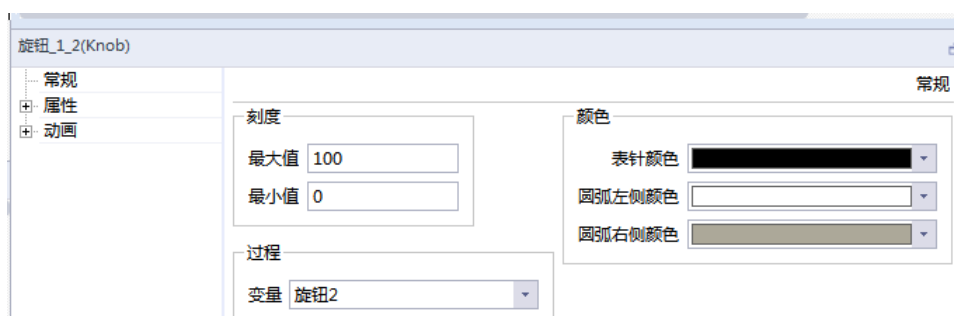 旋钮_1_2(Knob)
常规
属性
动画
常规
刻度
最大值 100
最小值 0
过程
变量 旋钮2
颜色
表针颜色
圆弧左侧颜色
圆弧右侧颜色